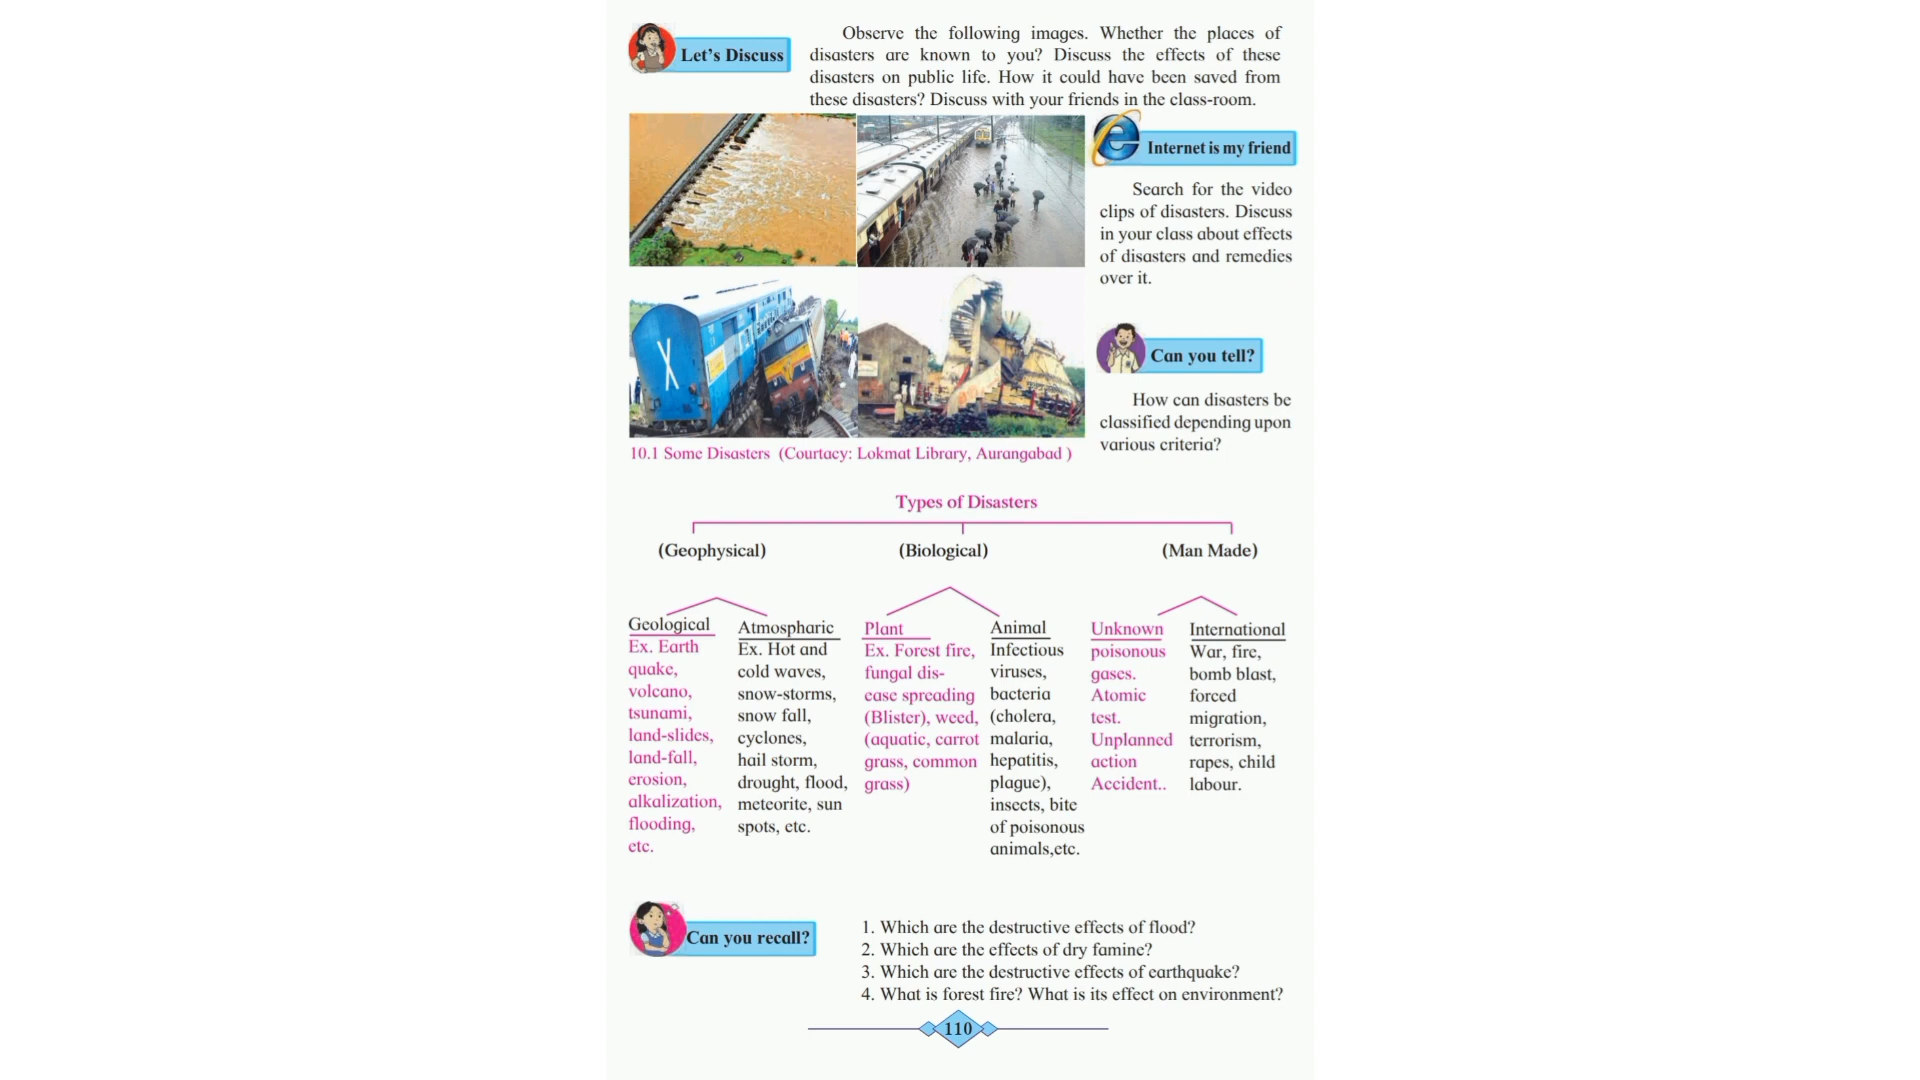 Let's Discuss
Observe the following images. Whether the places of
disasters are known to you? Discuss the effects of these
disasters on public life. How it could have been saved from
these disasters? Discuss with your friends in the class-room.
Internet is my friend
Search for the video
clips of disasters. Discuss
in your class about effects
of disasters and remedies
over it.
Can you tell?
How can disasters be
classified depending upon
various criteria?
10.1 Some Disasters (Courtacy: Lokmat Library, Aurangabad )
Types of Disasters
(Geophysical)
(Biological)
(Man Made)
Geological
Ex. Earth
quake,
volcano,
tsunami,
land-slides,
land-fall,
erosion,
alkalization,
flooding,
etc.
Atmospharic
Ex. Hot and
cold waves,
snow-storms,
snow fall,
cyclones,
hail storm,
drought, flood,
meteorite, sun
spots, etc.
Plant
Ex. Forest fire,
fungal dis-
ease spreading
(Blister), weed,
(aquatic, carrot
grass, common
grass)
Animal
Infectious
viruses,
bacteria
(cholera,
malaria,
hepatitis,
plague),
insects, bite
of poisonous
animals,etc.
Unknown
poisonous
gases.
Atomic
test.
Unplanned
action
Accident..
International
War, fire,
bomb blast,
forced
migration,
terrorism,
rapes, child
labour.
Can you recall?
1. Which are the destructive effects of flood?
2. Which are the effects of dry famine?
3. Which are the destructive effects of earthquake?
4. What is forest fire? What is its effect on environment?
110